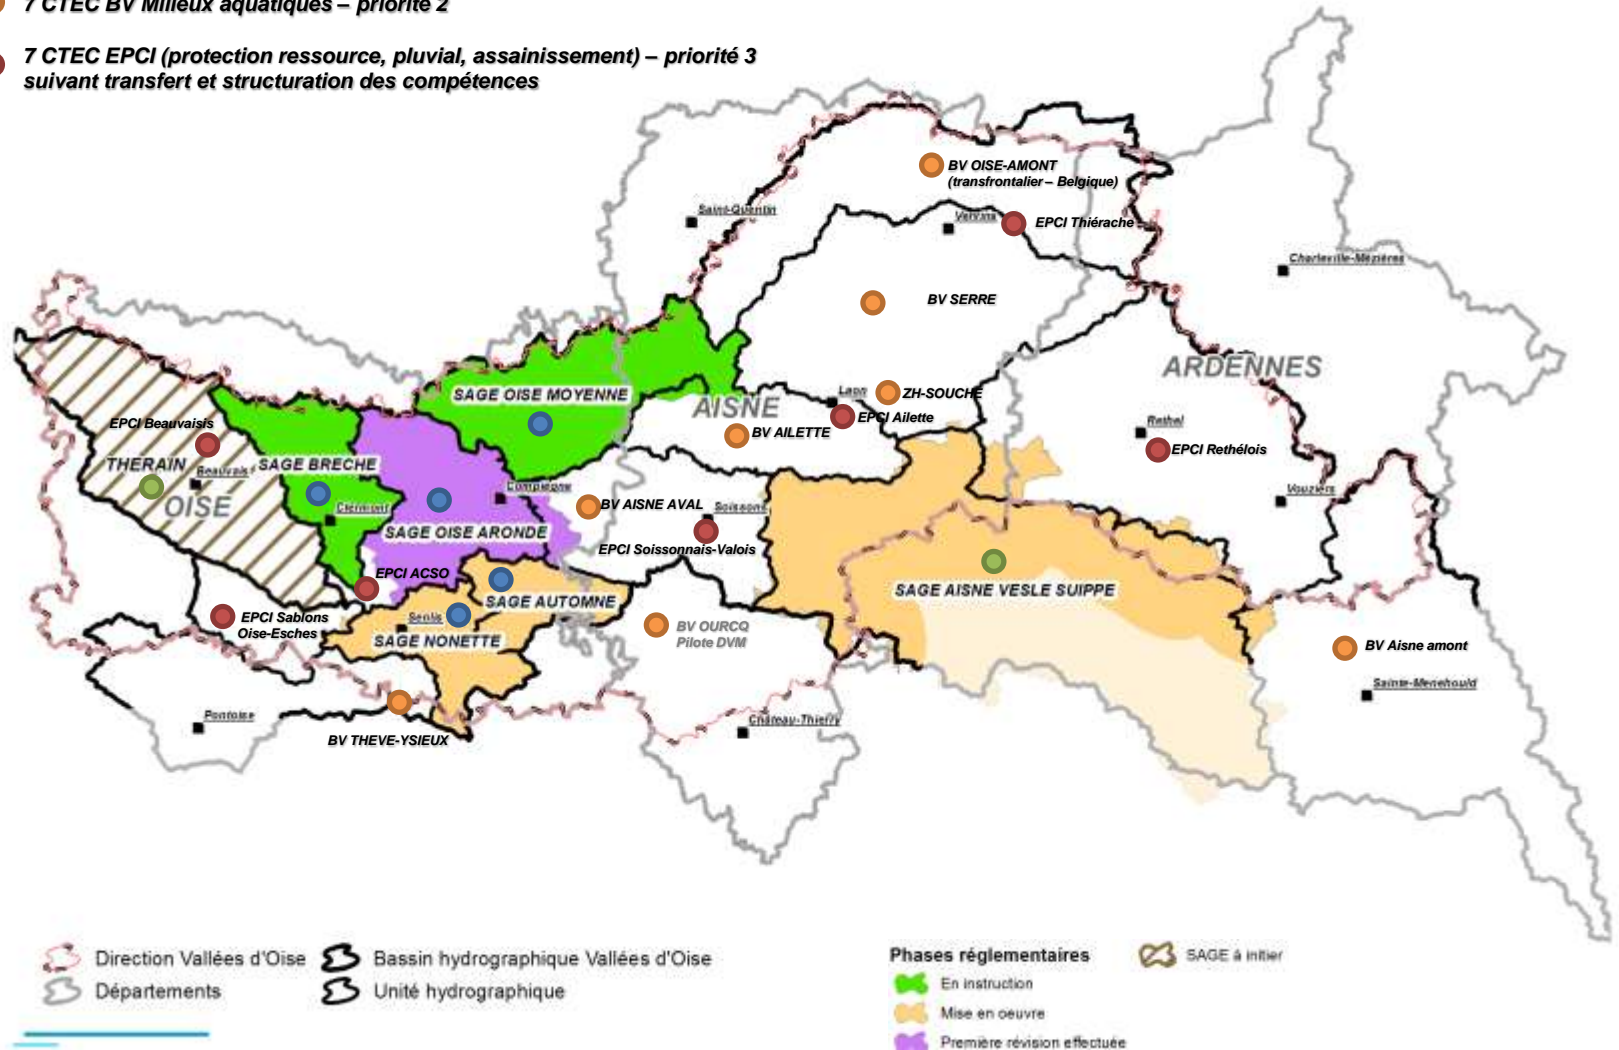 7 CTEC BV Milieux aquatiques – priorité 2
7 CTEC EPCI (protection ressource, pluvial, assainissement) – priorité 3
suivant transfert et structuration des compétences
BV OISE-AMONT
(transfrontalier – Belgique)
Saint-Quentin
Vervins
EPCI Thiérache
Charleville-Mézières
BV SERRE
ARDENNES
SAGE OISE MOYENNE
AISNE
Laon
ZH-SOUCHE
EPCI Ailette
BV AILETTE
Rethel
EPCI Rethélois
EPCI Beauvaisis
THERAIN
Beauvais
SAGE BRECHE
OISE
Clermont
Compiègne
SAGE OISE ARONDE
BV AISNE AVAL
Soissons
EPCI Soissonnais-Valois
Vouziers
EPCI ACSO
SAGE AUTOMNE
SAGE AISNE VESLE SUIPPE
EPCI Sablons
Oise-Esches
Senlis
SAGE NONETTE
BV OURCQ
Pilote DVM
BV Aisne amont
Sainte-Menehould
Pontoise
BV THEVE-YSIEUX
Château-Thierry
Direction Vallées d'Oise
Départements
Bassin hydrographique Vallées d'Oise
Unité hydrographique
Phases réglementaires
En instruction
Mise en oeuvre
Première révision effectuée
SAGE à initier